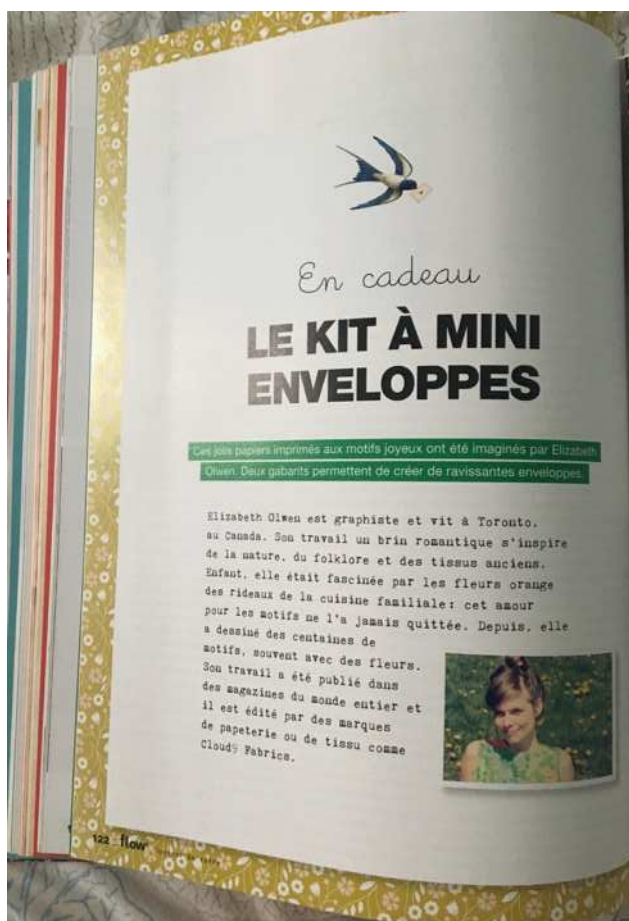 En cadeau
LE KIT À MINI
ENVELOPPES
Ces jolis papiers imprimés aux motifs joyeux ont été imaginés par Elizabeth
Olwen. Deux gabarits permettent de créer de ravissantes enveloppes.
Elizabeth Olwen est graphiste et vit à Toronto,
au Canada. Son travail un brin romantique s'inspire
de la nature, du folklore et des tissus anciens.
Enfant, elle était fascinée par les fleurs orange
des rideaux de la cuisine familiale : cet amour
pour les motifs ne l'a jamais quittée. Depuis, elle
a dessiné des centaines de
motifs, souvent avec des fleurs.
Son travail a été publié dans
des magazines du monde entier et
il est édité par des marques
de papeterie ou de tissu comme
Cloud9 Fabrics.
122 flow